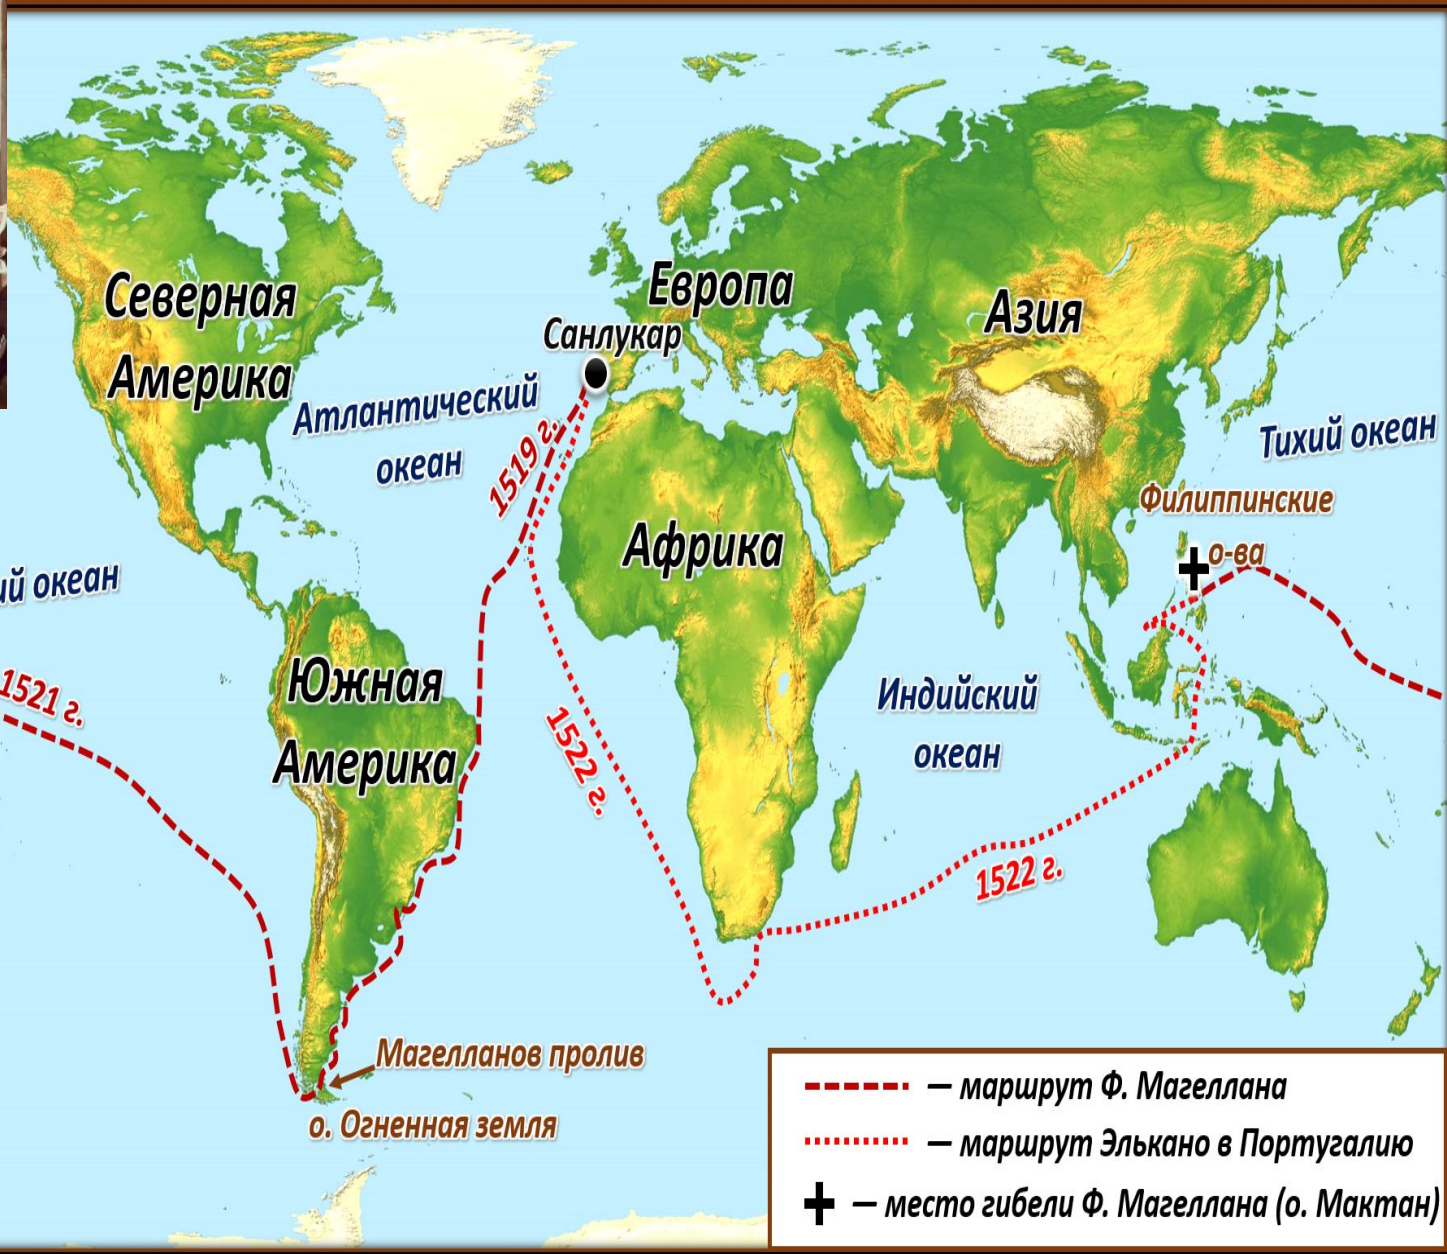 Северная
Америка
Европа
Азия
Санлукар
Атлантический
океан
1519 г.
Тихий океан
Филиппинские
о-ва
Африка
океан
1521 г.
Южная
Америка
1522 г.
Индийский
океан
1522 г.
Магелланов пролив
о. Огненная земля
— маршрут Ф. Магеллана
— маршрут Элькано в Португалию
— место гибели Ф. Магеллана (о. Мактан)